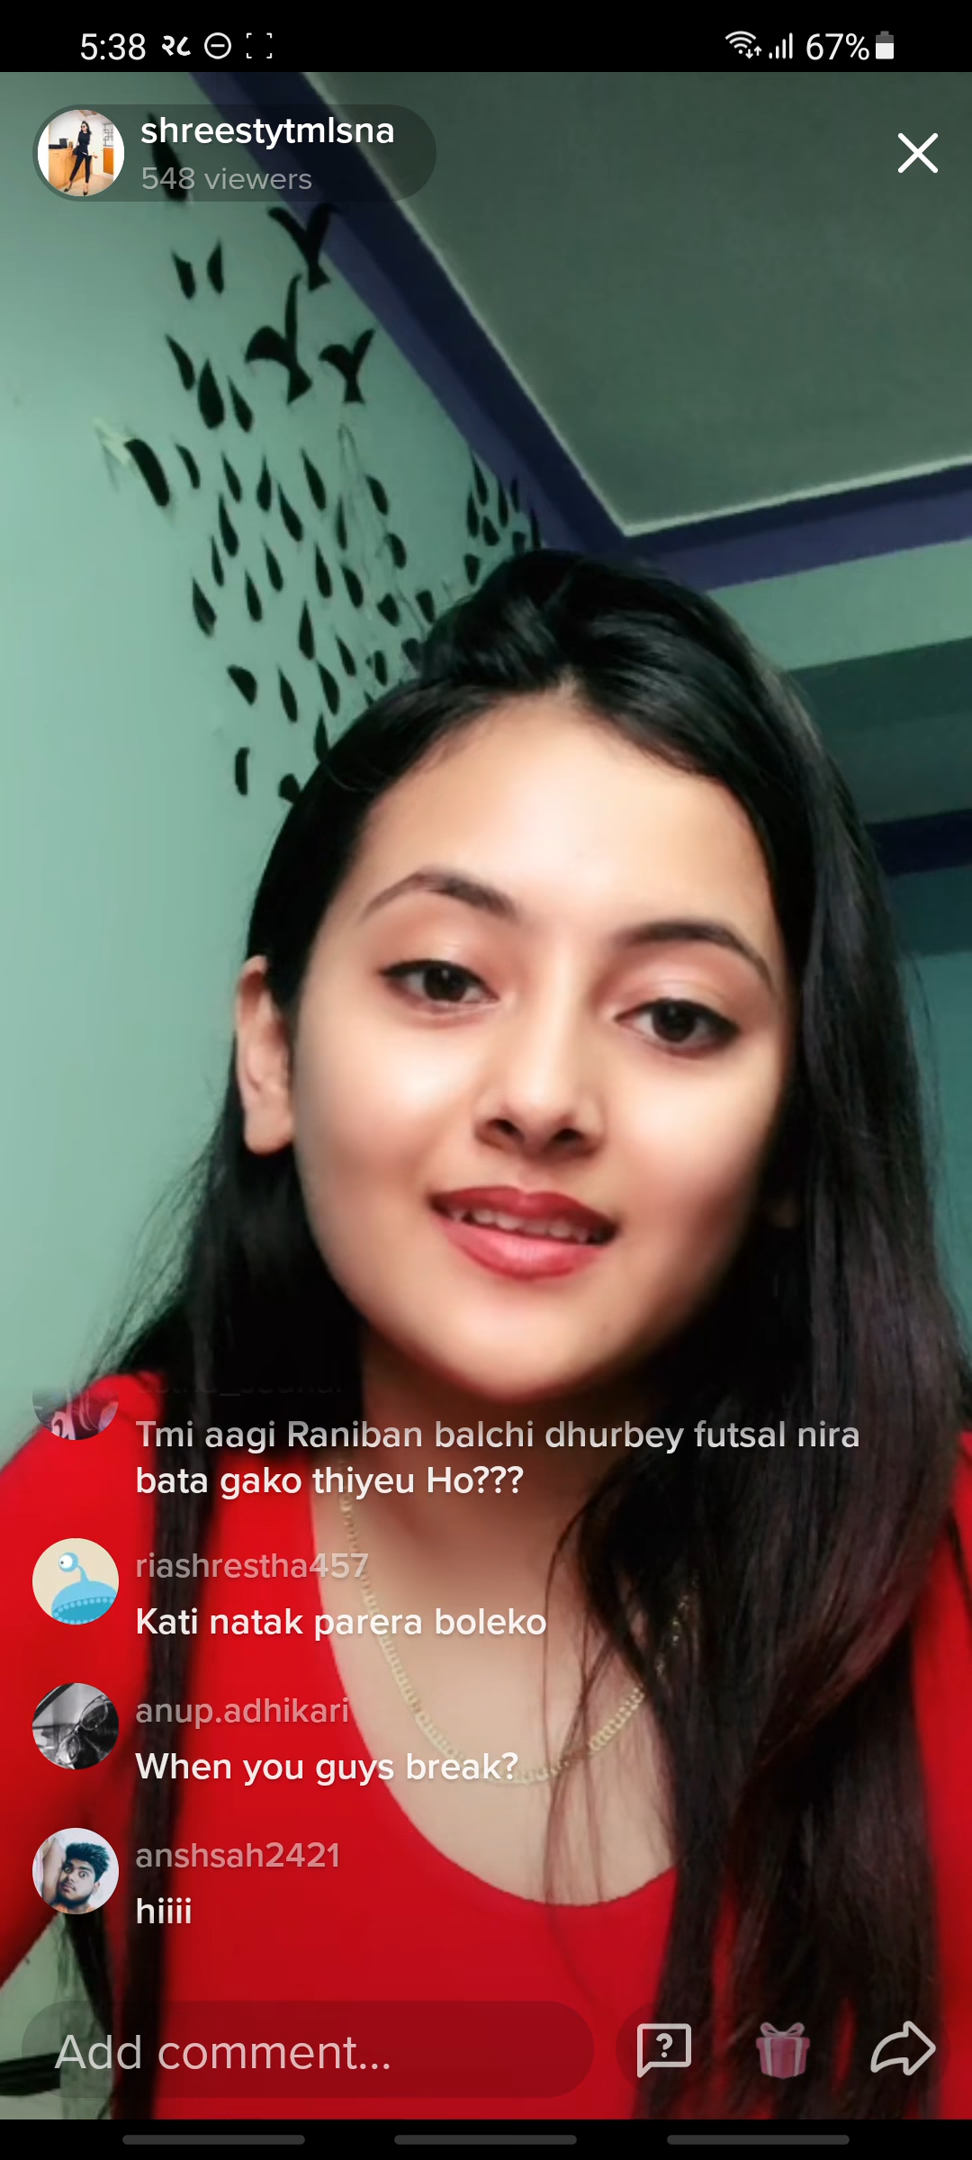 5:38 २८ 67%
shreestytmlsna
548 viewers
Tmi aagi Raniban balchi dhurbey futsal nira
bata gako thiyeu Ho???
riashrestha457
Kati natak parera boleko
anup.adhikari
When you guys break?
anshsah2421
hiiii
Add comment...